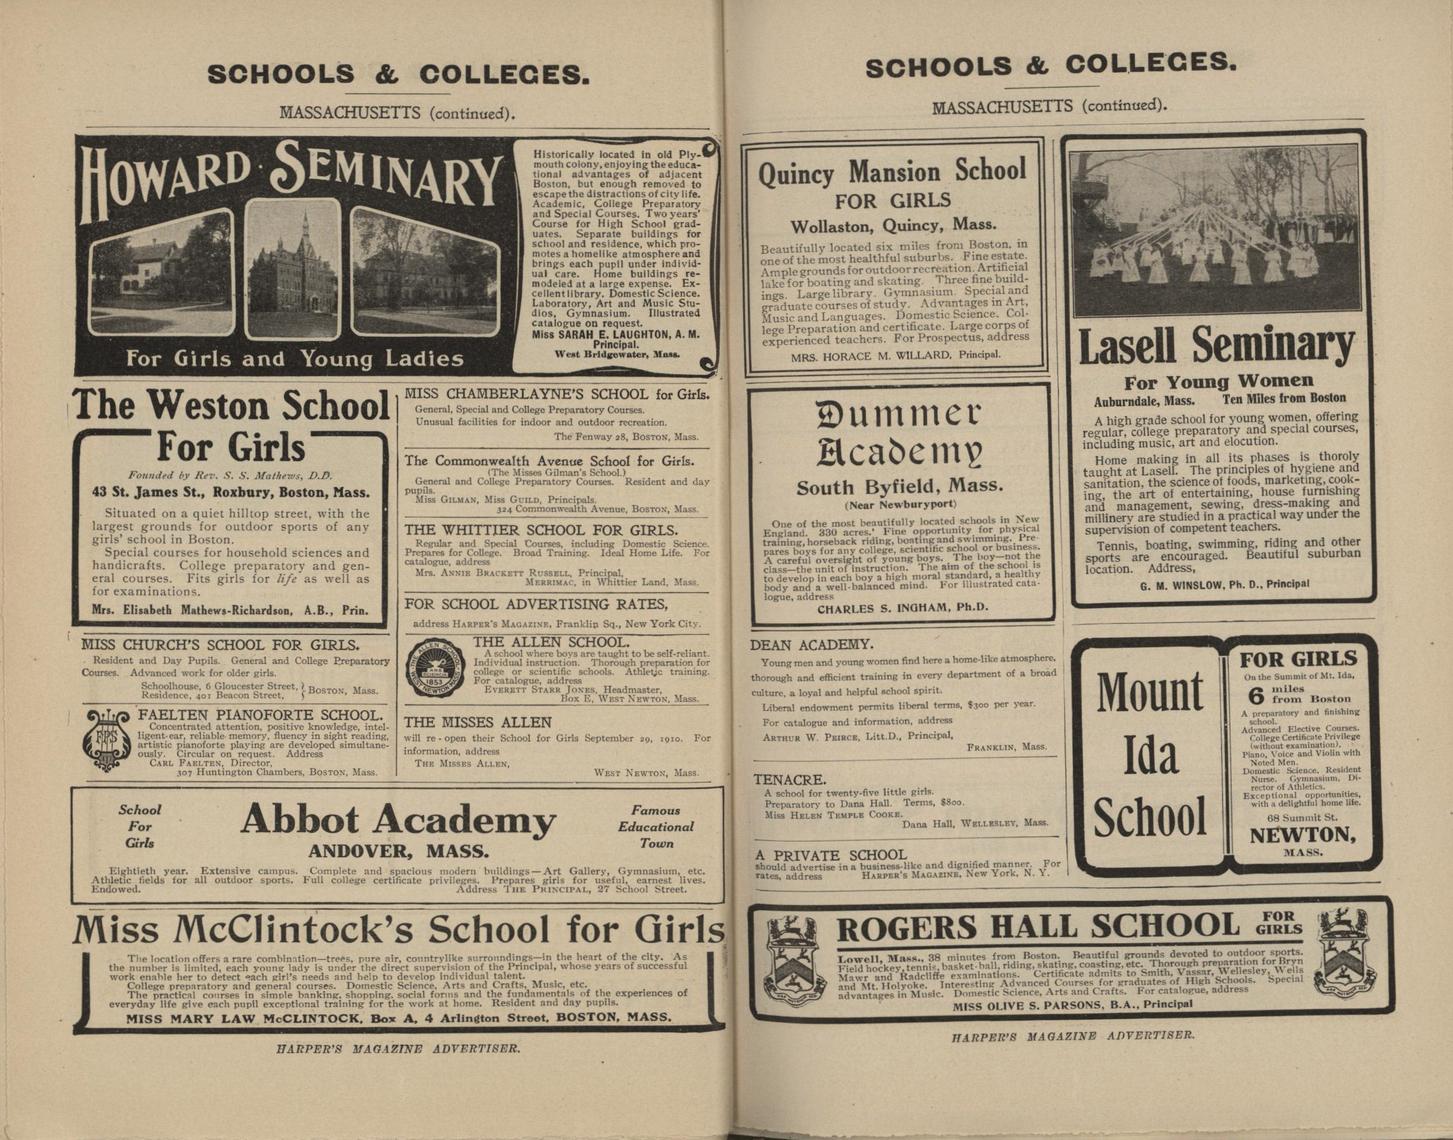 SCHOOLS & COLLEGES.
MASSACHUSETTS (continued).
HOWARD · SEMINARY
For Girls and Young Ladies
Historically located in old Ply-
mouth colony, enjoying the educa-
tional advantages of adjacent
Boston, but enough removed to
escape the distractions of city life.
Academic, College Preparatory
and Special Courses. Two years'
Course for High School grad-
uates. Separate buildings for
school and residence, which pro-
motes a homelike atmosphere and
brings each pupil under individ-
ual care. Home buildings re-
modeled at a large expense. Ex-
cellent library. Domestic Science.
Laboratory, Art and Music Stu-
dios, Gymnasium. Illustrated
catalogue on request.
Miss SARAH E. LAUGHTON, A. M.
Principal.
West Bridgewater, Mass.
The Weston School
For Girls
Founded by Rev. S. S. Mathews, D.D.
43 St. James St., Roxbury, Boston, Mass.
Situated on a quiet hilltop street, with the
largest grounds for outdoor sports of any
girls' school in Boston.
Special courses for household sciences and
handicrafts. College preparatory and gen-
eral courses. Fits girls for life as well as
for examinations.
Mrs. Elisabeth Mathews-Richardson, A.B., Prin.
MISS CHURCH'S SCHOOL FOR GIRLS.
Resident and Day Pupils. General and College Preparatory
Courses. Advanced work for older girls.
Schoolhouse, 6 Gloucester Street, } BOSTON, Mass.
Residence, 401 Beacon Street,
FPS
FAELTEN PIANOFORTE SCHOOL.
Concentrated attention, positive knowledge, intel-
ligent ear, reliable memory, fluency in sight reading,
artistic pianoforte playing are developed simultane-
ously. Circular on request. Address
CARL FAELTEN, Director,
307 Huntington Chambers, BOSTON, Mass.
MISS CHAMBERLAYNE'S SCHOOL for Girls.
General, Special and College Preparatory Courses.
Unusual facilities for indoor and outdoor recreation.
The Fenway 28, BOSTON, Mass.
The Commonwealth Avenue School for Girls.
(The Misses Gilman's School.)
General and College Preparatory Courses. Resident and day
pupils.
Miss GILMAN, Miss GUILD, Principals.
324 Commonwealth Avenue, BOSTON, Mass.
THE WHITTIER SCHOOL FOR GIRLS.
Regular and Special Courses, including Domestic Science.
Prepares for College. Broad Training. Ideal Home Life. For
catalogue, address
Mrs. ANNIE BRACKETT RUSSELL, Principal,
MERRIMAC, in Whittier Land, Mass.
FOR SCHOOL ADVERTISING RATES,
address HARPER'S MAGAZINE, Franklin Sq., New York City.
THE ALLEN SCHOOL
WEST NEWTON, MASS.
1853
THE ALLEN SCHOOL.
A school where boys are taught to be self-reliant.
Individual instruction. Thorough preparation for
college or scientific schools. Athletic training.
For catalogue, address
EVERETT STARR JONES, Headmaster,
Box E, WEST NEWTON, Mass.
THE MISSES ALLEN
will re-open their School for Girls September 29, 1910. For
information, address
THE MISSES ALLEN,
WEST NEWTON, Mass.
School
For
Girls
Abbot Academy
ANDOVER, MASS.
Famous
Educational
Town
Eightieth year. Extensive campus. Complete and spacious modern buildings—Art Gallery, Gymnasium, etc.
Athletic fields for all outdoor sports. Full college certificate privileges. Prepares girls for useful, earnest lives.
Endowed. Address THE PRINCIPAL, 27 School Street.
Miss McClintock's School for Girls
The location offers a rare combination—trees, pure air, countrylike surroundings—in the heart of the city. As
the number is limited, each young lady is under the direct supervision of the Principal, whose years of successful
work enable her to detect each girl's needs and help to develop individual talent.
College preparatory and general courses. Domestic Science, Arts and Crafts, Music, etc.
The practical courses in simple banking, shopping, social forms and the fundamentals of the experiences of
everyday life give each pupil exceptional training for the work at home. Resident and day pupils.
MISS MARY LAW McCLINTOCK, Box A, 4 Arlington Street, BOSTON, MASS.
HARPER'S MAGAZINE ADVERTISER.
SCHOOLS & COLLEGES.
MASSACHUSETTS (continued).
Quincy Mansion School
FOR GIRLS
Wollaston, Quincy, Mass.
Beautifully located six miles from Boston, in
one of the most healthful suburbs. Fine estate.
Ample grounds for outdoor recreation. Artificial
lake for boating and skating. Three fine build-
ings. Large library. Gymnasium. Special and
graduate courses of study. Advantages in Art,
Music and Languages. Domestic Science. Col-
lege Preparation and certificate. Large corps of
experienced teachers. For Prospectus, address
MRS. HORACE M. WILLARD, Principal.
Dummer
Academy
South Byfield, Mass.
(Near Newburyport)
One of the most beautifully located schools in New
England. 330 acres. Fine opportunity for physical
training, horseback riding, boating and swimming. Pre-
pares boys for any college, scientific school or business.
A careful oversight of young boys. The boy—not the
class—the unit of instruction. The aim of the school is
to develop in each boy a high moral standard, a healthy
body and a well-balanced mind. For illustrated cata-
logue, address
CHARLES S. INGHAM, Ph.D.
DEAN ACADEMY.
Young men and young women find here a home-like atmosphere,
thorough and efficient training in every department of a broad
culture, a loyal and helpful school spirit.
Liberal endowment permits liberal terms, $300 per year.
For catalogue and information, address
ARTHUR W. PEIRCE, Litt.D., Principal,
FRANKLIN, Mass.
TENACRE.
A school for twenty-five little girls.
Preparatory to Dana Hall. Terms, $800.
Miss HELEN TEMPLE COOKE.
Dana Hall, WELLESLEY, Mass.
A PRIVATE SCHOOL
should advertise in a business-like and dignified manner. For
rates, address HARPER'S MAGAZINE, New York, N. Y.
Lasell Seminary
For Young Women
Auburndale, Mass. Ten Miles from Boston
A high grade school for young women, offering
regular, college preparatory and special courses,
including music, art and elocution.
Home making in all its phases is thoroly
taught at Lasell. The principles of hygiene and
sanitation, the science of foods, marketing, cook-
ing, the art of entertaining, house furnishing
and management, sewing, dress-making and
millinery are studied in a practical way under the
supervision of competent teachers.
Tennis, boating, swimming, riding and other
sports are encouraged. Beautiful suburban
location. Address,
G. M. WINSLOW, Ph. D., Principal
Mount
Ida
School
FOR GIRLS
On the Summit of Mt. Ida,
6 miles
from Boston
A preparatory and finishing
school.
Advanced Elective Courses.
College Certificate Privilege
(without examination).
Piano, Voice and Violin with
Noted Men.
Domestic Science, Resident
Nurse. Gymnasium, Di-
rector of Athletics.
Exceptional opportunities,
with a delightful home life.
68 Summit St.
NEWTON,
MASS.
ROGERS HALL SCHOOL FOR
GIRLS
Lowell, Mass., 38 minutes from Boston. Beautiful grounds devoted to outdoor sports.
Field hockey, tennis, basket-ball, riding, skating, coasting, etc. Thorough preparation for Bryn
Mawr and Radcliffe examinations. Certificate admits to Smith, Vassar, Wellesley, Wells
and Mt. Holyoke. Interesting Advanced Courses for graduates of High Schools. Special
advantages in Music. Domestic Science, Arts and Crafts. For catalogue, address
MISS OLIVE S. PARSONS, B.A., Principal
HARPER'S MAGAZINE ADVERTISER.